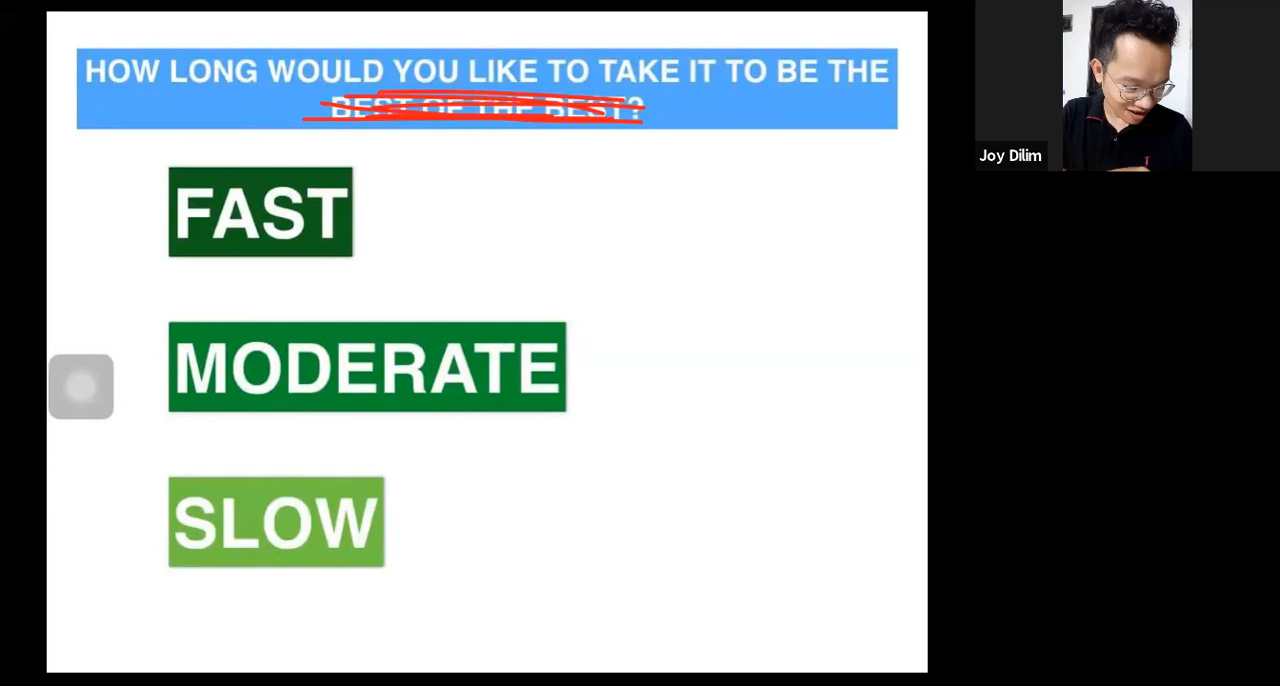 HOW LONG WOULD YOU LIKE TO TAKE IT TO BE THE
BEST OF THE BEST?
FAST
MODERATE
SLOW
Joy Dilim